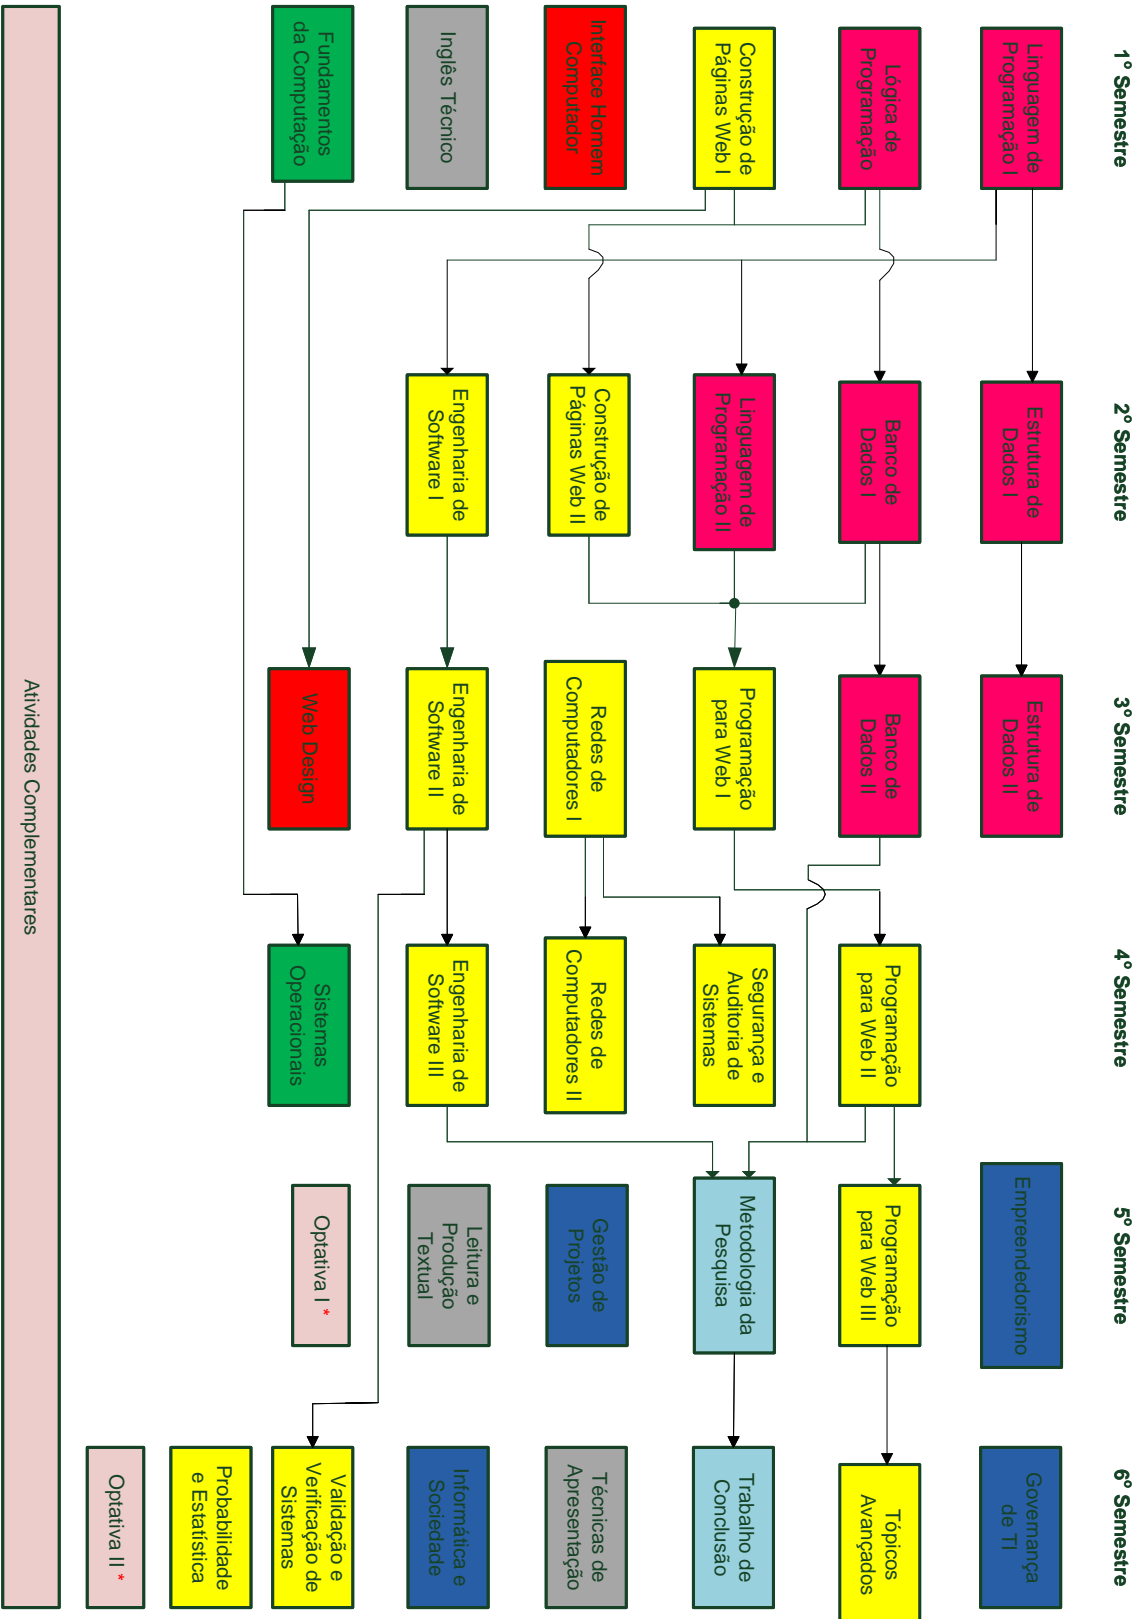 1º Semestre
2º Semestre
3º Semestre
4º Semestre
5º Semestre
6º Semestre
Linguagem de
Programação I
Estrutura de
Dados I
Estrutura de
Dados II
Empreendedorismo
Governança
de TI
Lógica de
Programação
Banco de
Dados I
Banco de
Dados II
Programação
para Web II
Programação
para Web III
Tópicos
Avançados
Construção de
Páginas Web I
Linguagem de
Programação II
Programação
para Web I
Segurança e
Auditoria de
Sistemas
Metodologia da
Pesquisa
Trabalho de
Conclusão
Interface Homem
Computador
Construção de
Páginas Web II
Redes de
Computadores I
Redes de
Computadores II
Gestão de
Projetos
Técnicas de
Apresentação
Inglês Técnico
Engenharia de
Software I
Engenharia de
Software II
Engenharia de
Software III
Leitura e
Produção
Textual
Informática e
Sociedade
Fundamentos
da Computação
Web Design
Sistemas
Operacionais
Optativa I *
Validação e
Verificação de
Sistemas
Probabilidade
e Estatística
Optativa II *
Atividades Complementares